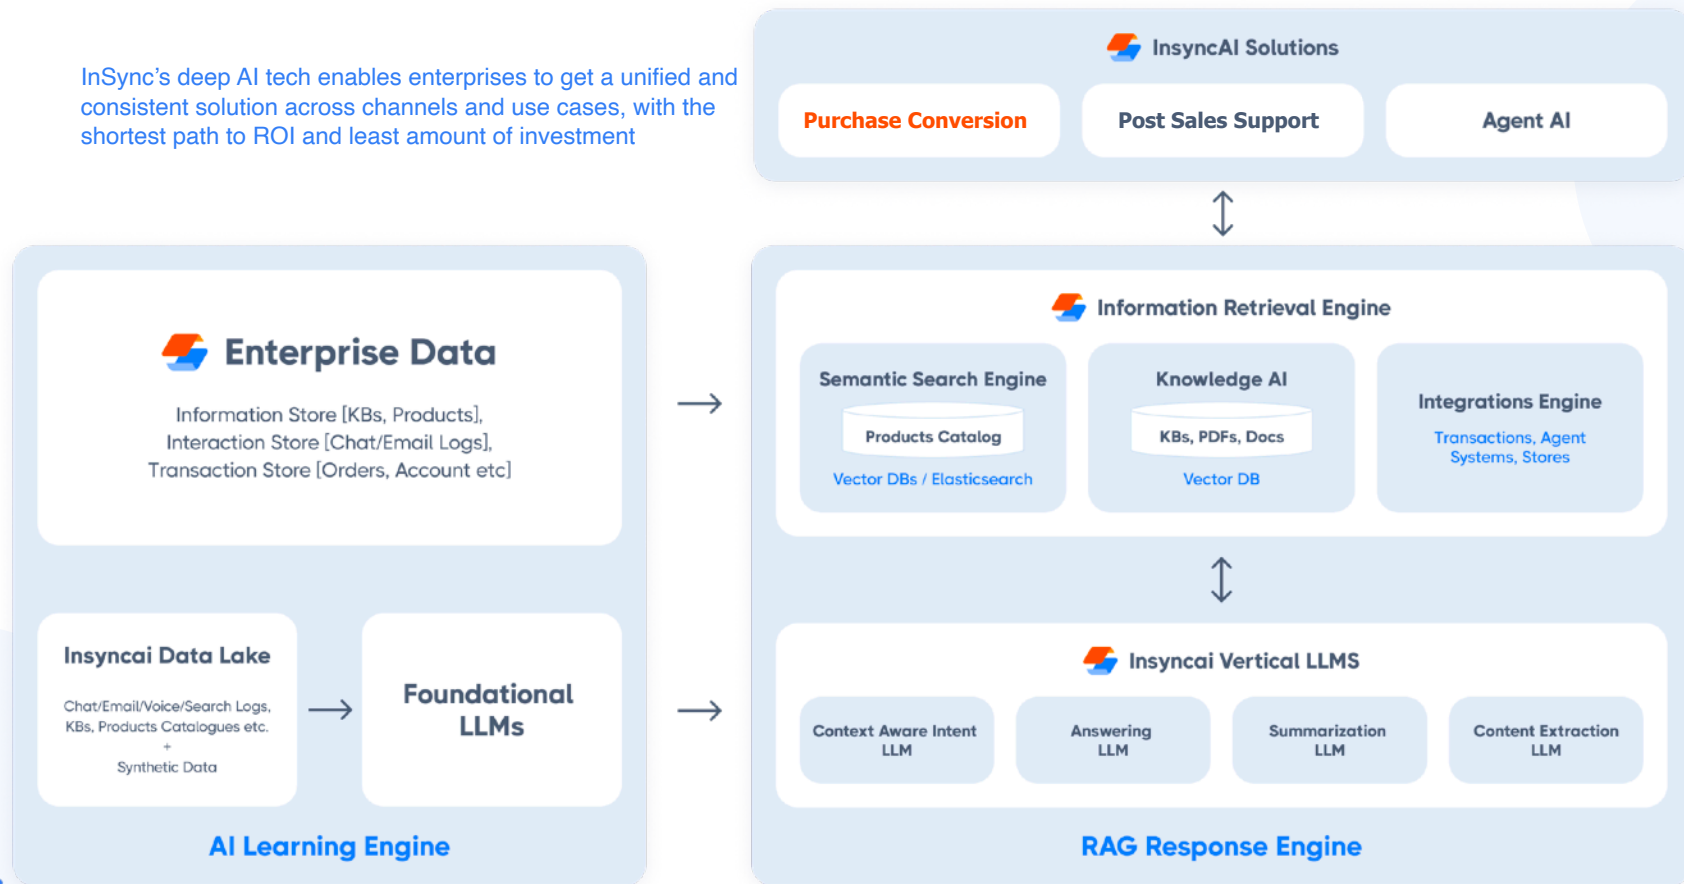 InSync’s deep AI tech enables enterprises to get a unified and
consistent solution across channels and use cases, with the
shortest path to ROI and least amount of investment
InsyncAI Solutions
Purchase Conversion
Post Sales Support
Agent AI
Enterprise Data
Information Store [KBs, Products],
Interaction Store [Chat/Email Logs],
Transaction Store [Orders, Account etc]
Insyncai Data Lake
Chat/Email/Voice/Search Logs,
KBs, Products Catalogues etc.
+
Synthetic Data
Foundational
LLMs
AI Learning Engine
Information Retrieval Engine
Semantic Search Engine
Products Catalog
Vector DBs / Elasticsearch
Knowledge AI
KBs, PDFs, Docs
Vector DB
Integrations Engine
Transactions, Agent
Systems, Stores
Insyncai Vertical LLMS
Context Aware Intent
LLM
Answering
LLM
Summarization
LLM
Content Extraction
LLM
RAG Response Engine